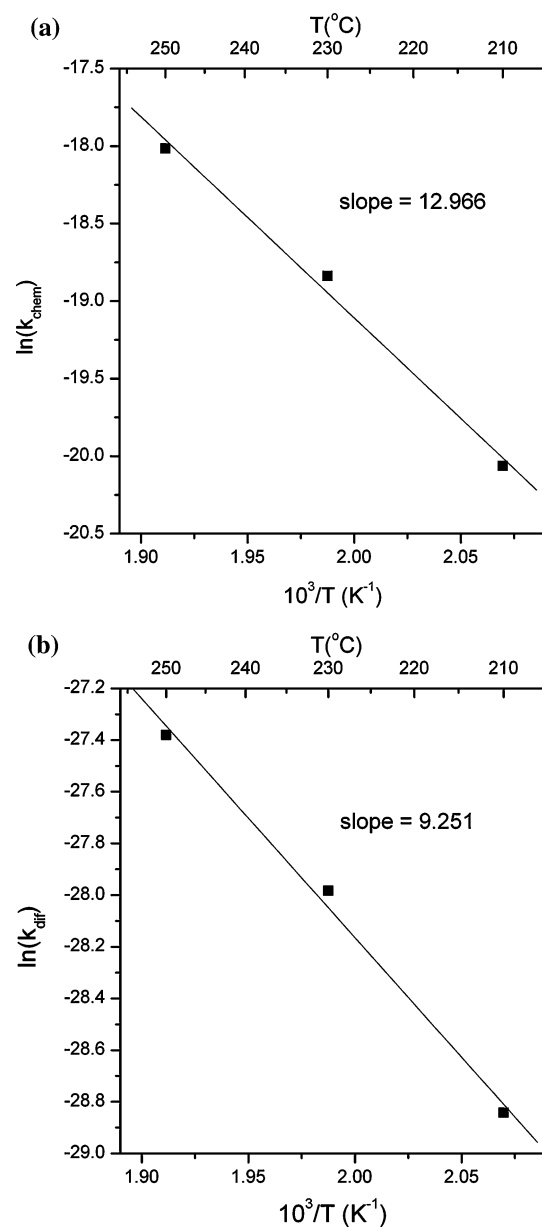 (a)
T(°C)
250 240 230 220 210
-17.5
-18.0
-18.5
-19.0
-19.5
-20.0
-20.5
ln(k_chem)
slope = 12.966
1.90 1.95 2.00 2.05
10³/T (K⁻¹)
(b)
T(°C)
250 240 230 220 210
-27.2
-27.4
-27.6
-27.8
-28.0
-28.2
-28.4
-28.6
-28.8
-29.0
ln(k_dif)
slope = 9.251
1.90 1.95 2.00 2.05
10³/T (K⁻¹)